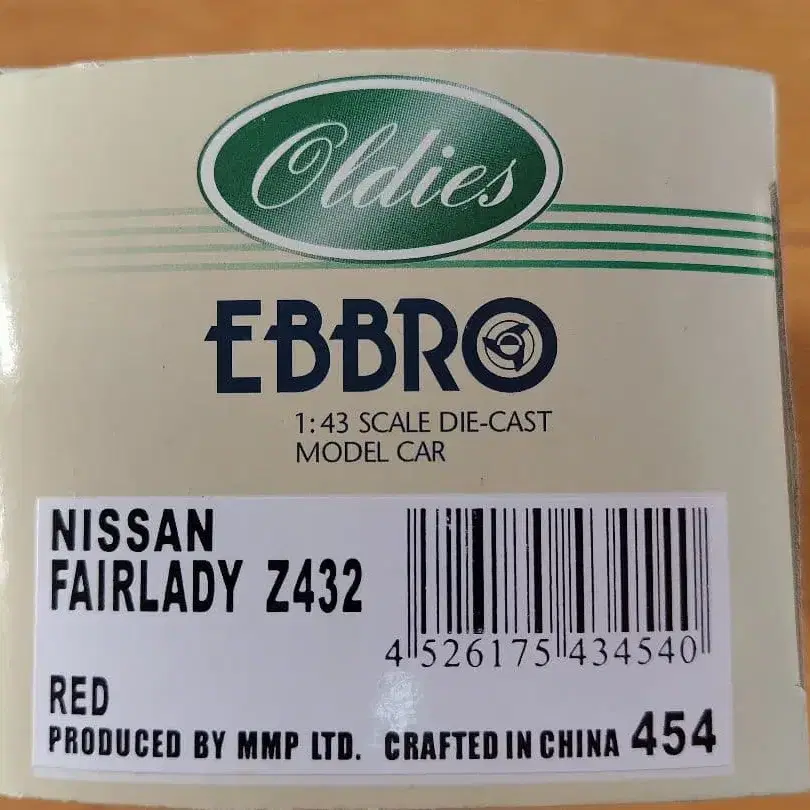 Oldies
EBBRO
1:43 SCALE DIE-CAST
MODEL CAR
NISSAN
FAIRLADY Z432
4 526175 434540
RED
PRODUCED BY MMP LTD. CRAFTED IN CHINA 454